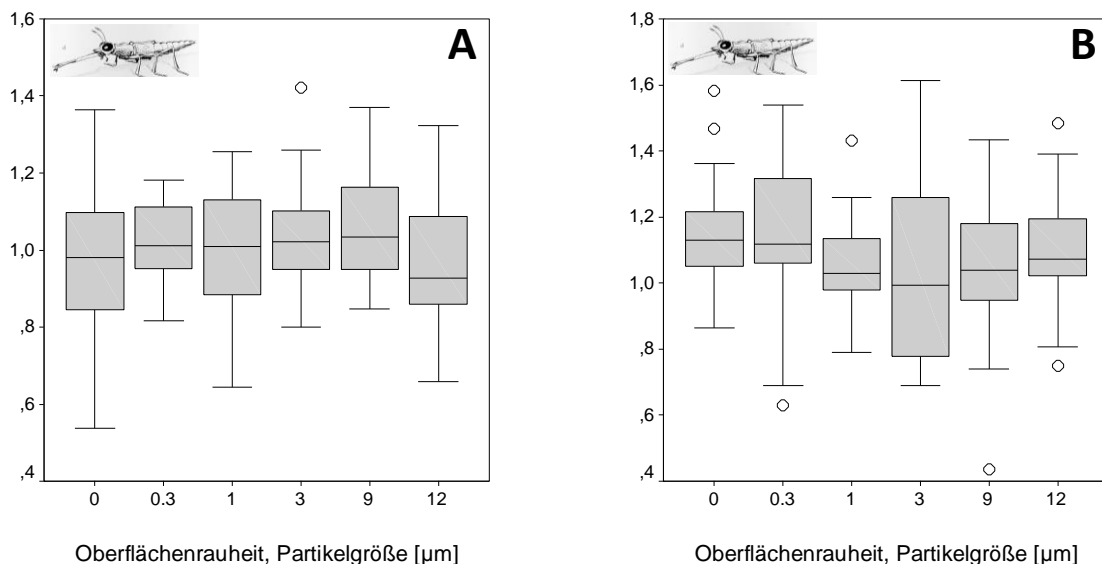 A
1,6
1,4
1,2
1,0
,8
,6
,4
0 0.3 1 3 9 12
Oberflächenrauheit, Partikelgröße [µm]
B
1,8
1,6
1,4
1,2
1,0
,8
,6
,4
0 0.3 1 3 9 12
Oberflächenrauheit, Partikelgröße [µm]